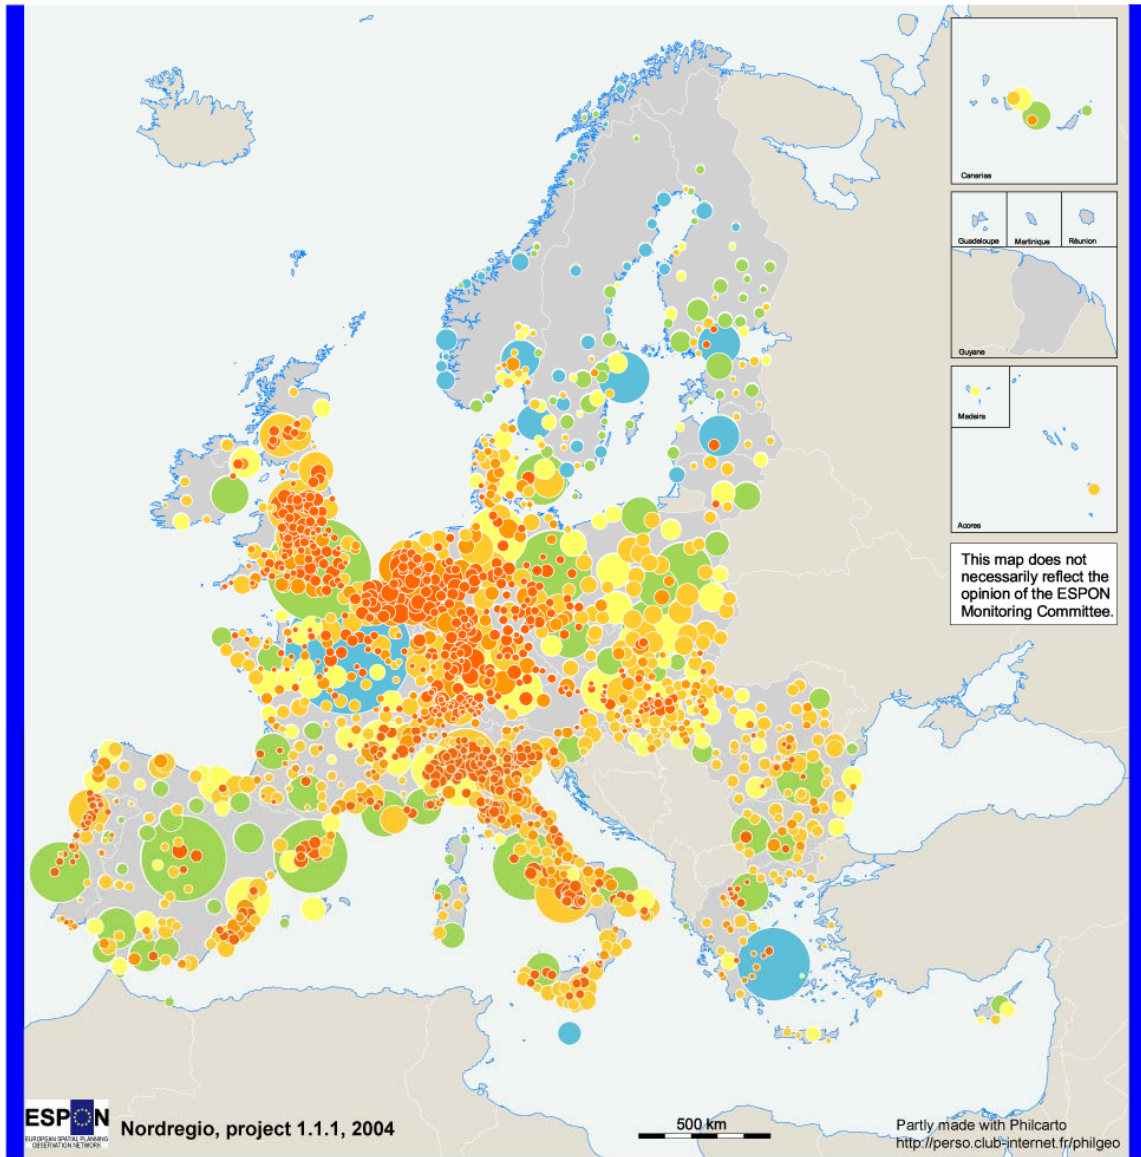 Canarias
Guadeloupe
Martinique
Réunion
Guyane
Madeira
Acores
This map does not
necessarily reflect the
opinion of the ESPON
Monitoring Committee.
ESPON
EUROPEAN SPATIAL PLANNING
OBSERVATION NETWORK
Nordregio, project 1.1.1, 2004
500 km
Partly made with Philcarto
http://perso.club-internet.fr/philgeo